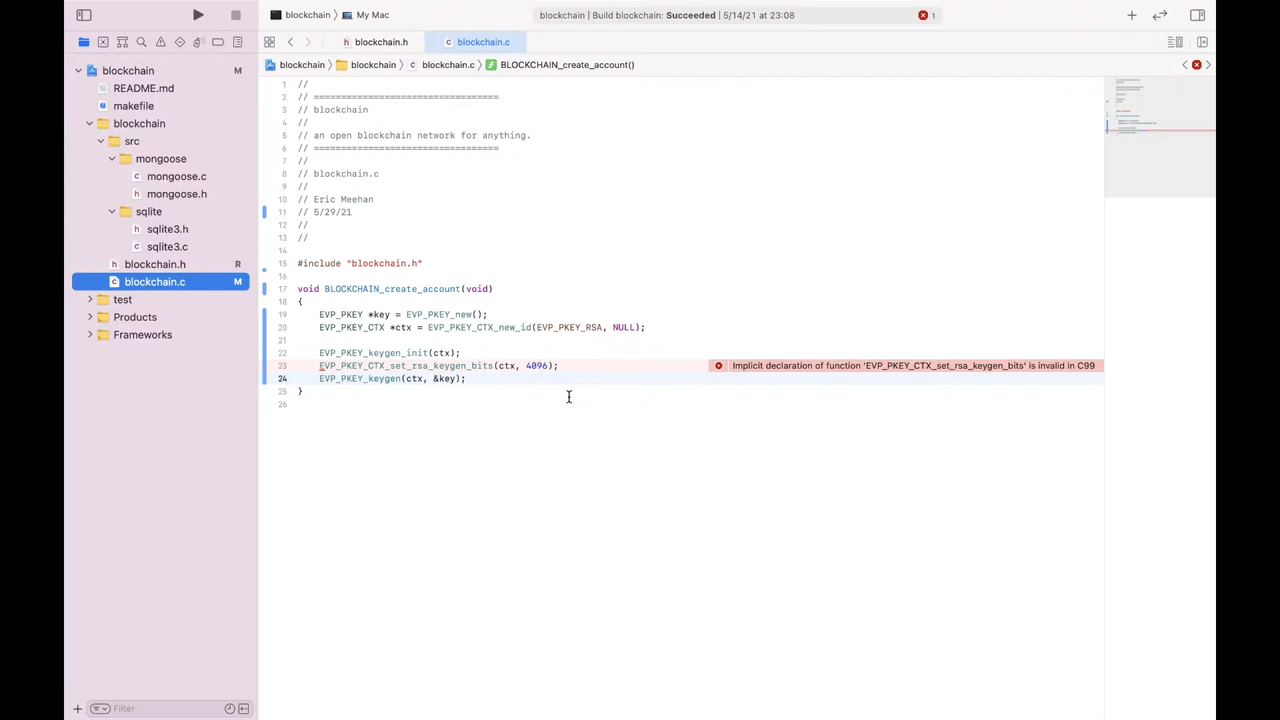 blockchain
My Mac
blockchain | Build blockchain: Succeeded | 5/14/21 at 23:08
1
blockchain.h
blockchain.c
blockchain
blockchain
blockchain.c
BLOCKCHAIN_create_account()
blockchain M
README.md
makefile
blockchain
src
mongoose
mongoose.c
mongoose.h
sqlite
sqlite3.h
sqlite3.c
blockchain.h R
blockchain.c M
test
Products
Frameworks
Filter
1 //
2 // ==================================
3 // blockchain
4 //
5 // an open blockchain network for anything.
6 // ==================================
7 //
8 // blockchain.c
9 //
10 // Eric Meehan
11 // 5/29/21
12 //
13 //
14
15 #include "blockchain.h"
16
17 void BLOCKCHAIN_create_account(void)
18 {
19 EVP_PKEY *key = EVP_PKEY_new();
20 EVP_PKEY_CTX *ctx = EVP_PKEY_CTX_new_id(EVP_PKEY_RSA, NULL);
21
22 EVP_PKEY_keygen_init(ctx);
23 EVP_PKEY_CTX_set_rsa_keygen_bits(ctx, 4096); Implicit declaration of function 'EVP_PKEY_CTX_set_rsa_keygen_bits' is invalid in C99
24 EVP_PKEY_keygen(ctx, &key);
25 }
26